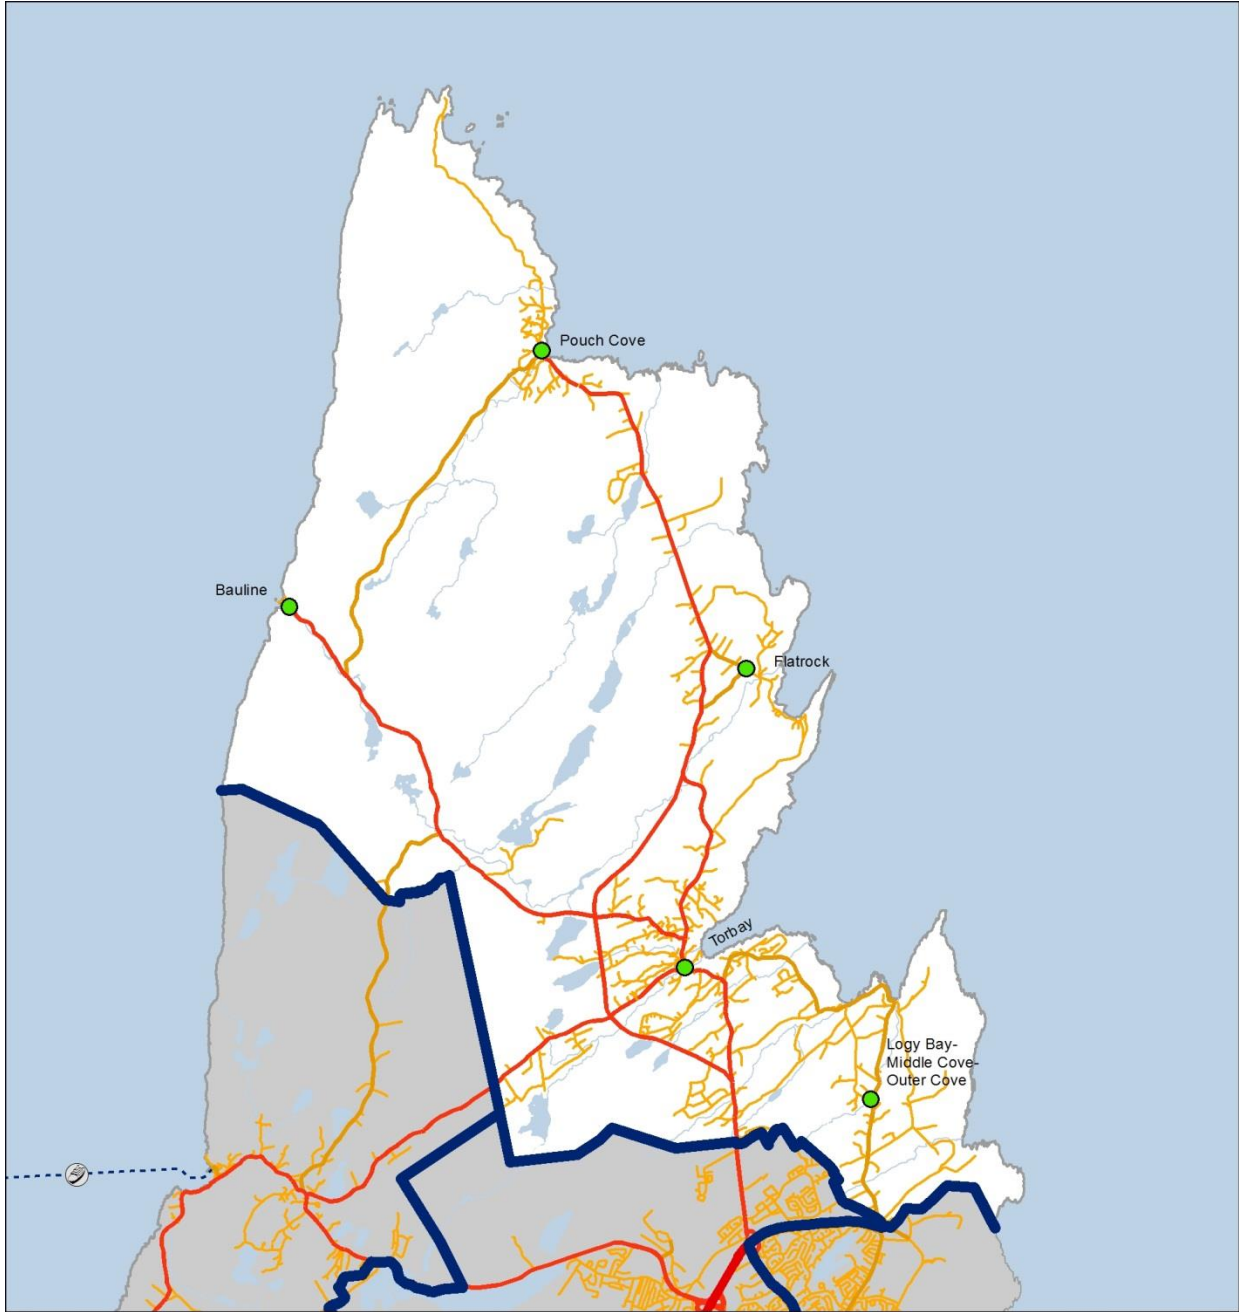 Pouch Cove
Bauline
Flatrock
Torbay
Logy Bay-
Middle Cove-
Outer Cove